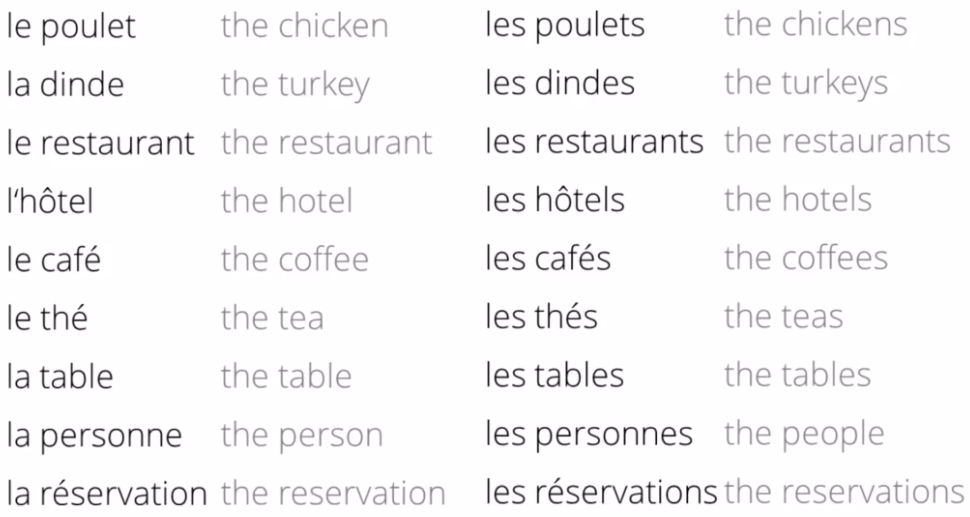 le poulet the chicken les poulets the chickens
la dinde the turkey les dindes the turkeys
le restaurant the restaurant les restaurants the restaurants
l‘hôtel the hotel les hôtels the hotels
le café the coffee les cafés the coffees
le thé the tea les thés the teas
la table the table les tables the tables
la personne the person les personnes the people
la réservation the reservation les réservations the reservations